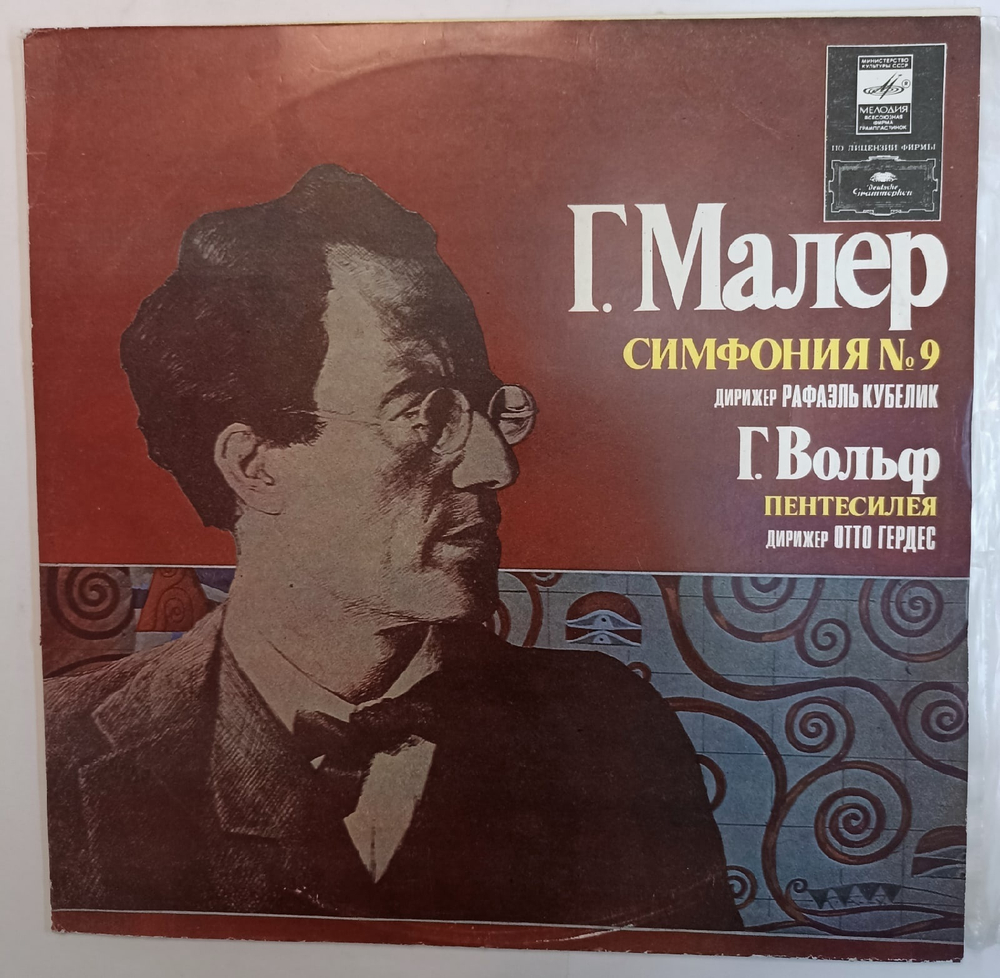 МИНИСТЕРСТВО
КУЛЬТУРЫ СССР
МЕЛОДИЯ
ВСЕСОЮЗНАЯ
ФИРМА
ГРАМПЛАСТИНОК
ПО ЛИЦЕНЗИИ ФИРМЫ
Deutsche
Grammophon
Г. Малер
СИМФОНИЯ № 9
ДИРИЖЕР РАФАЭЛЬ КУБЕЛИК
Г. Вольф
ПЕНТЕСИЛЕЯ
ДИРИЖЕР ОТТО ГЕРДЕС